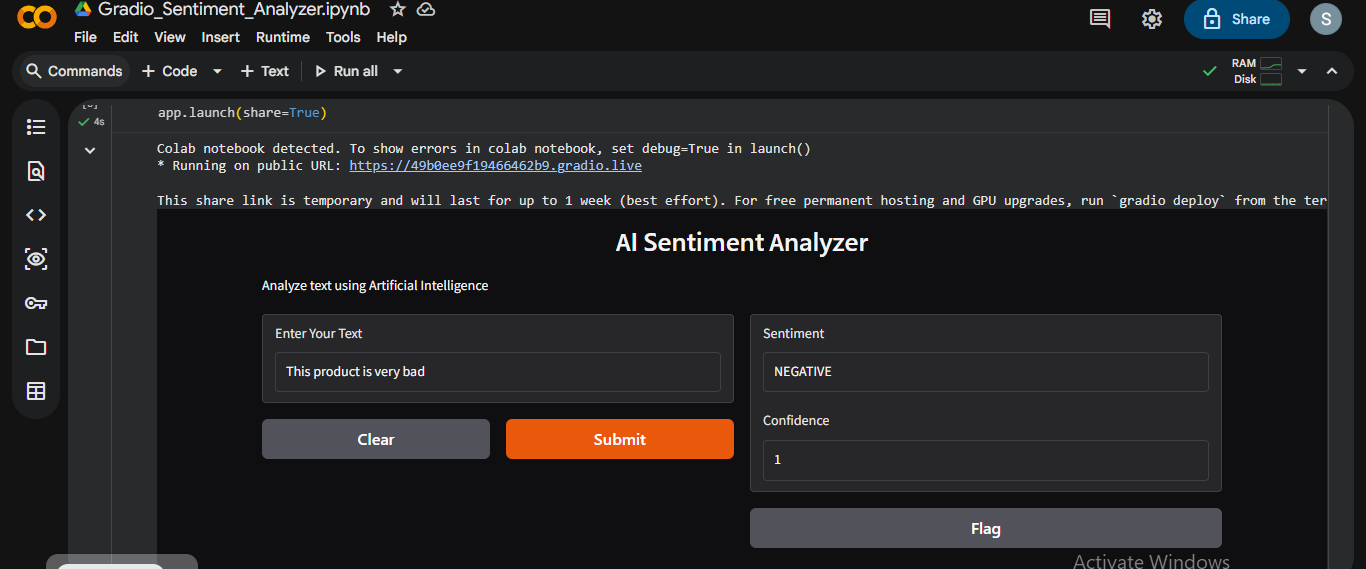 Gradio_Sentiment_Analyzer.ipynb
File Edit View Insert Runtime Tools Help
Share
S
Commands + Code + Text Run all
RAM
Disk
4s
app.launch(share=True)
Colab notebook detected. To show errors in colab notebook, set debug=True in launch()
* Running on public URL: https://49b0ee9f19466462b9.gradio.live
This share link is temporary and will last for up to 1 week (best effort). For free permanent hosting and GPU upgrades, run `gradio deploy` from the ter
AI Sentiment Analyzer
Analyze text using Artificial Intelligence
Enter Your Text
This product is very bad
Clear
Submit
Sentiment
NEGATIVE
Confidence
1
Flag
Activate Windows